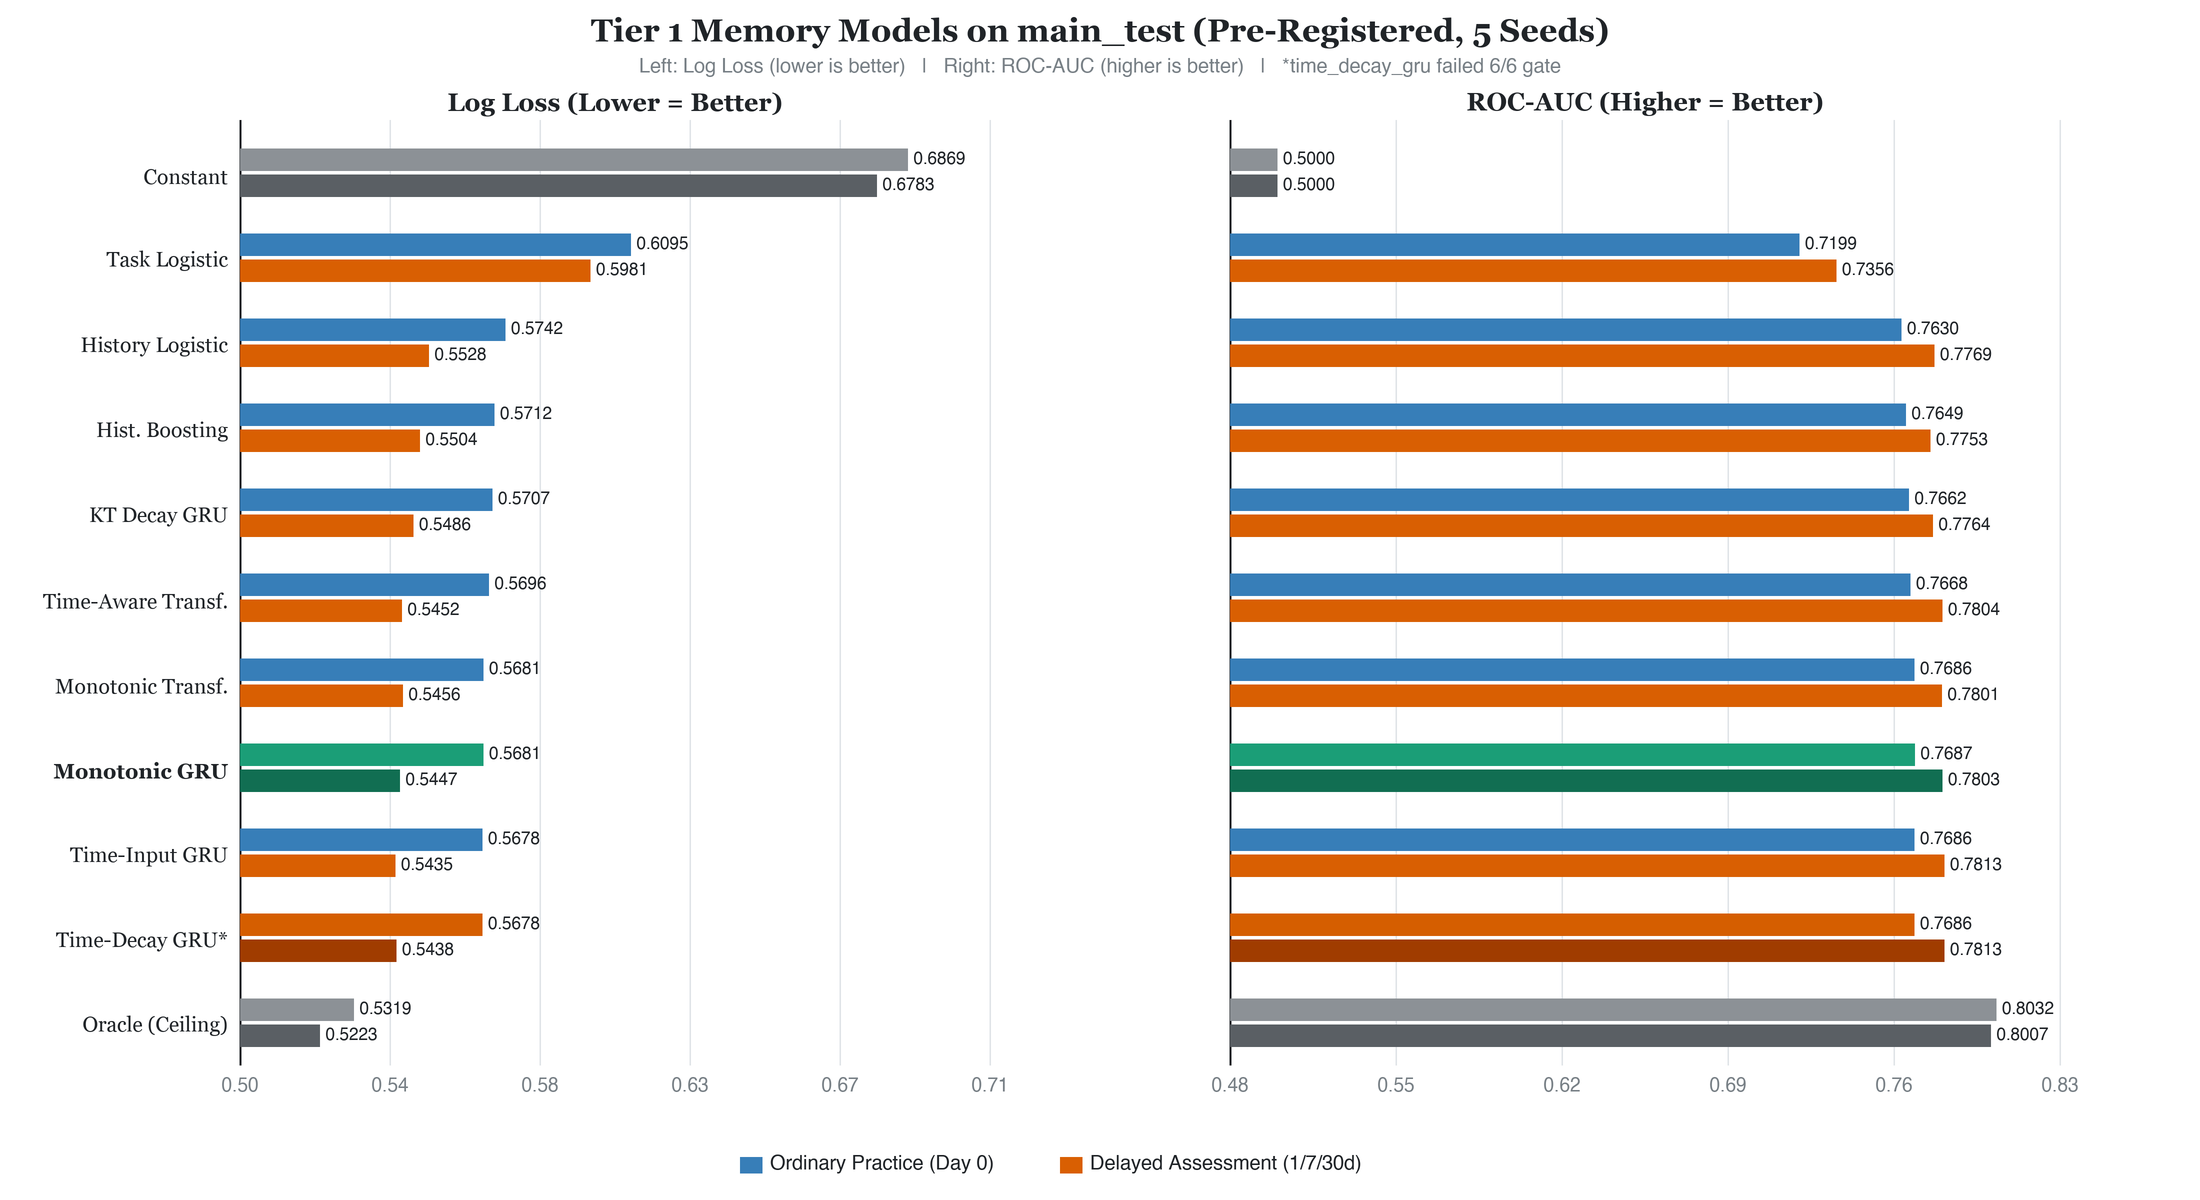 Tier 1 Memory Models on main_test (Pre-Registered, 5 Seeds)
Left: Log Loss (lower is better) | Right: ROC-AUC (higher is better) | *time_decay_gru failed 6/6 gate
Log Loss (Lower = Better)
ROC-AUC (Higher = Better)
Constant
0.6869
0.6783
0.5000
0.5000
Task Logistic
0.6095
0.5981
0.7199
0.7356
History Logistic
0.5742
0.5528
0.7630
0.7769
Hist. Boosting
0.5712
0.5504
0.7649
0.7753
KT Decay GRU
0.5707
0.5486
0.7662
0.7764
Time-Aware Transf.
0.5696
0.5452
0.7668
0.7804
Monotonic Transf.
0.5681
0.5456
0.7686
0.7801
Monotonic GRU
0.5681
0.5447
0.7687
0.7803
Time-Input GRU
0.5678
0.5435
0.7686
0.7813
Time-Decay GRU*
0.5678
0.5438
0.7686
0.7813
Oracle (Ceiling)
0.5319
0.5223
0.8032
0.8007
0.50 0.54 0.58 0.63 0.67 0.71
0.48 0.55 0.62 0.69 0.76 0.83
Ordinary Practice (Day 0)
Delayed Assessment (1/7/30d)